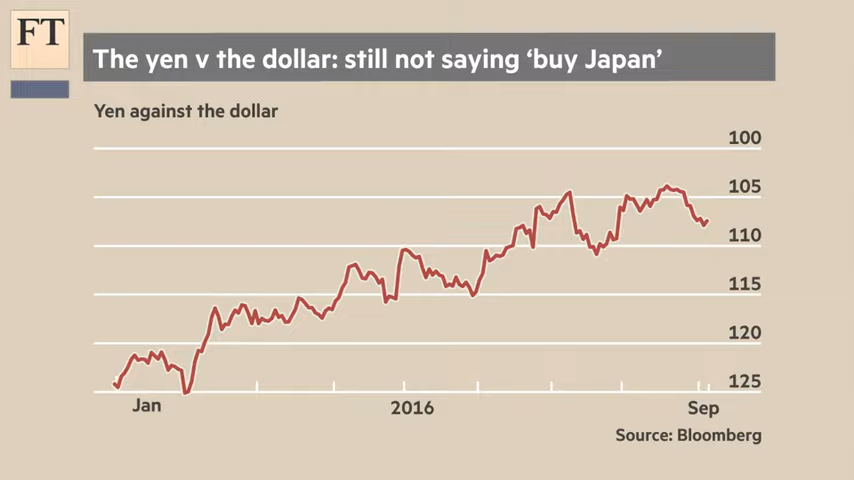 FT
The yen v the dollar: still not saying ‘buy Japan’
Yen against the dollar
100
105
110
115
120
125
Jan 2016 Sep
Source: Bloomberg